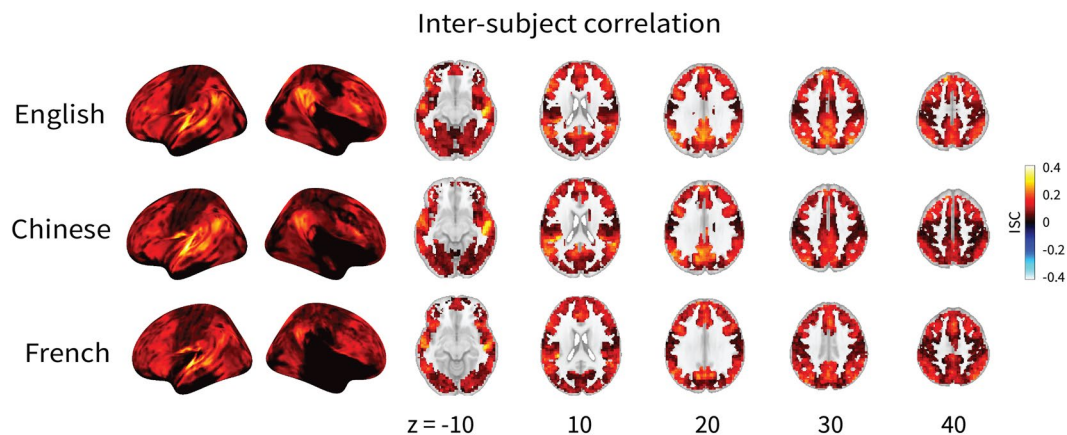 Inter-subject correlation
English
Chinese
French
0.4
0.2
0
-0.2
-0.4
ISC
z = -10 10 20 30 40